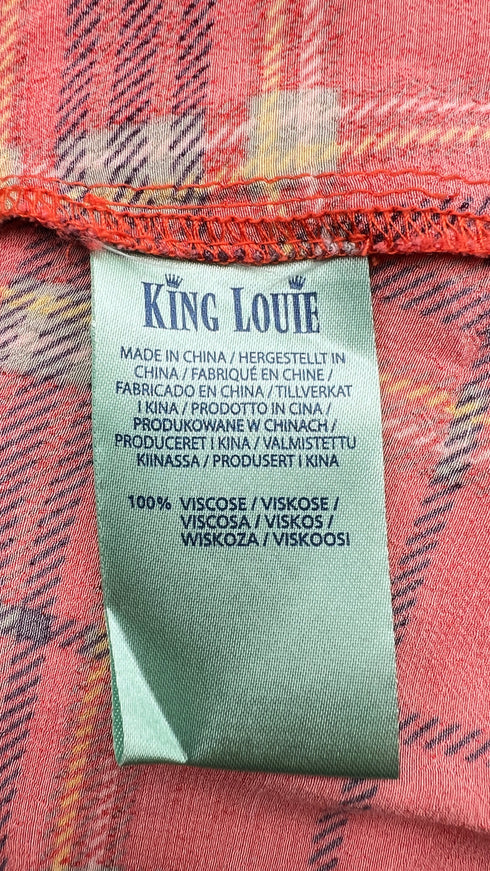 KING LOUIE
MADE IN CHINA / HERGESTELLT IN
CHINA / FABRIQUÉ EN CHINE /
FABRICADO EN CHINA / TILLVERKAT
I KINA / PRODOTTO IN CINA /
PRODUKOWANE W CHINACH /
PRODUCERET I KINA / VALMISTETTU
KIINASSA / PRODUSERT I KINA
100% VISCOSE / VISKOSE /
VISCOSA / VISKOS /
WISKOZA / VISKOOSI